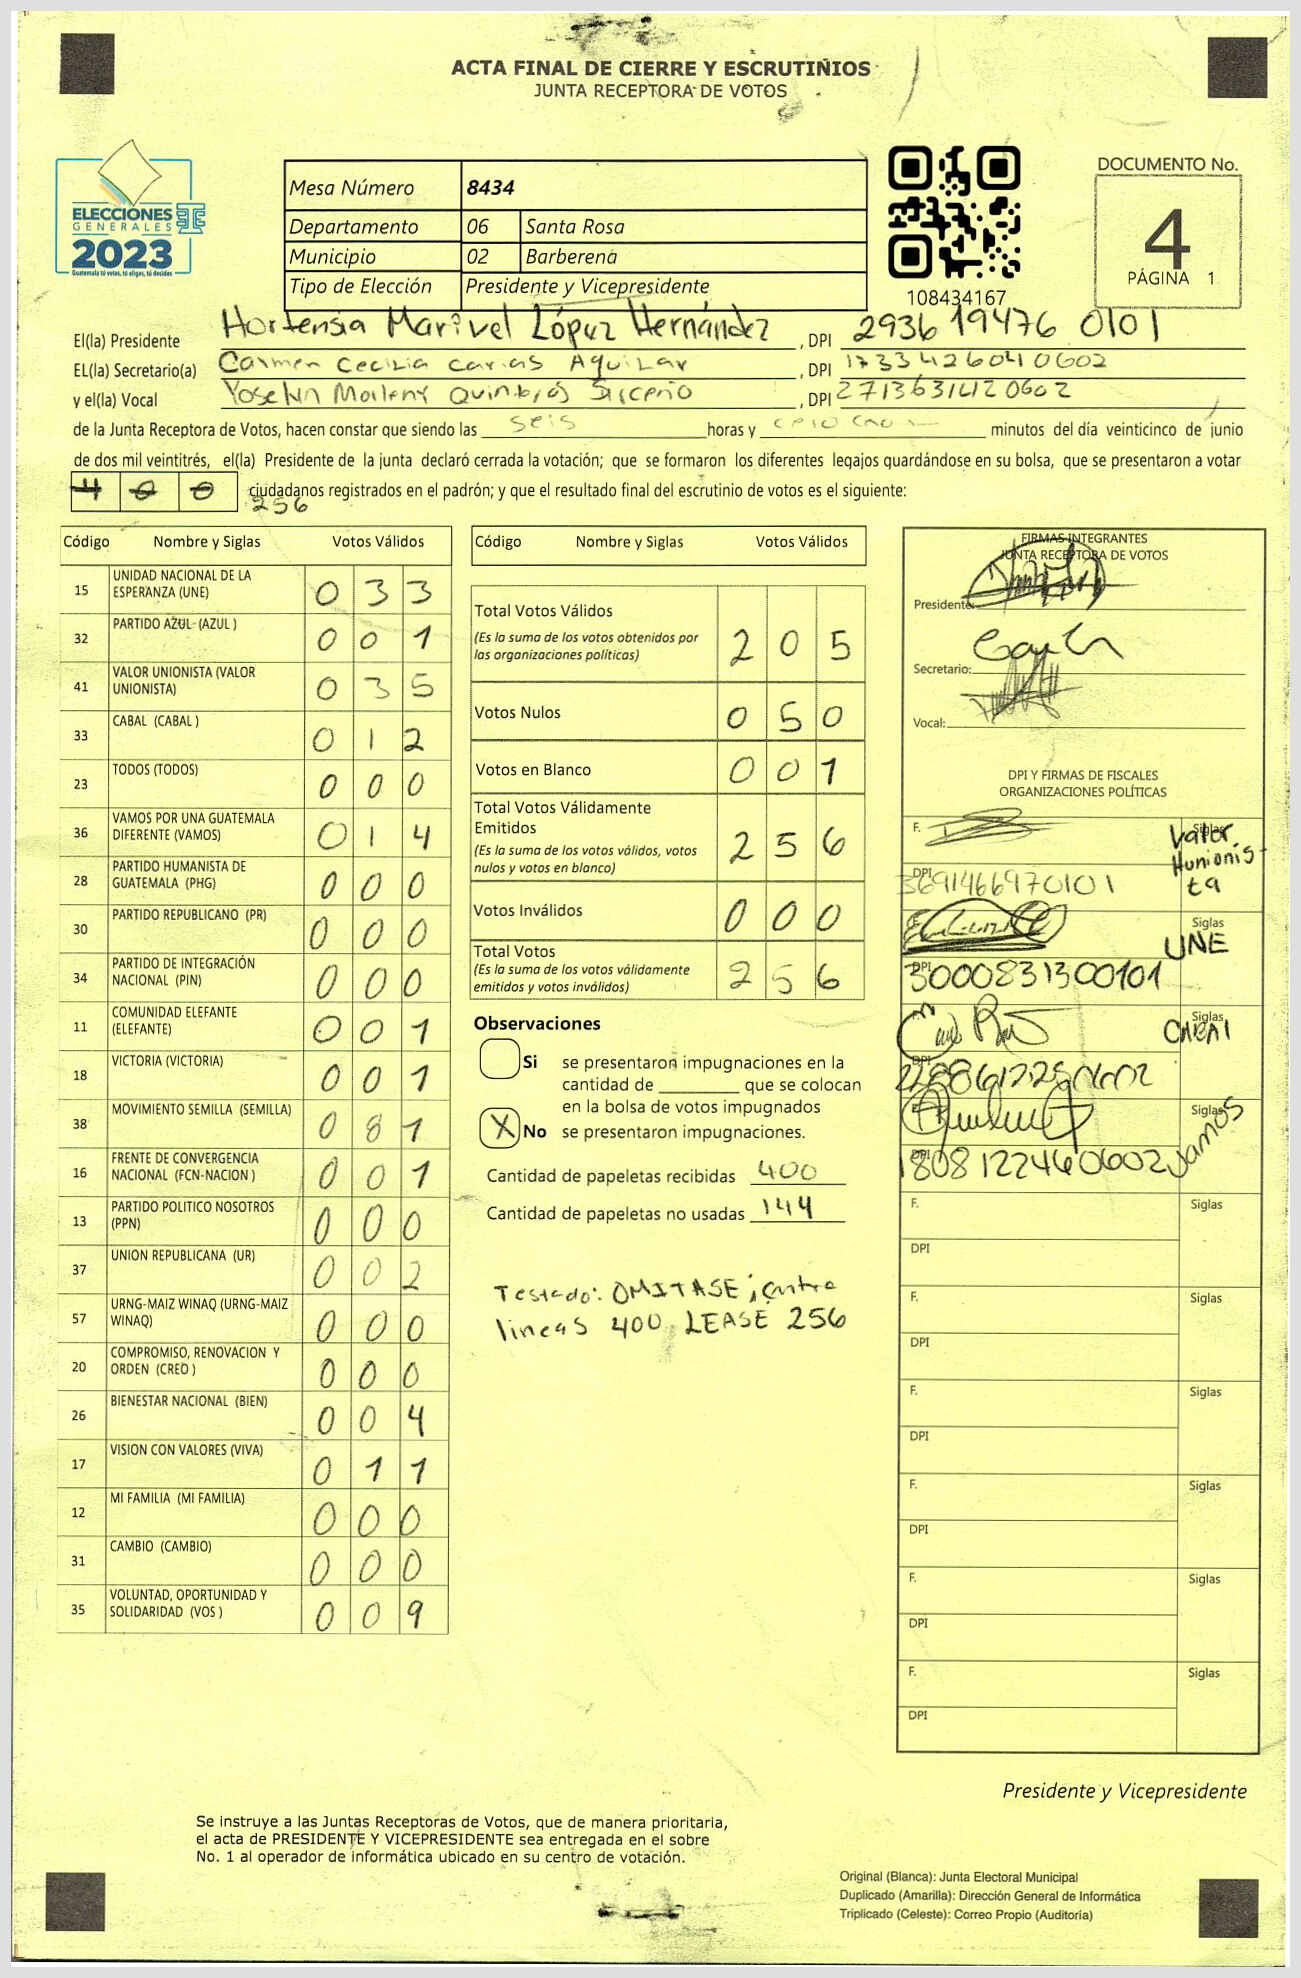 ACTA FINAL DE CIERRE Y ESCRUTIÑIOS
JUNTA RECEPTORA DE VOTOS
ELECCIONES
GENERALES
2023
Guatemala tú votas, tú eliges, tú decides
Mesa Número 8434
Departamento 06 Santa Rosa
Municipio 02 Barberena
Tipo de Elección Presidente y Vicepresidente
108434167
DOCUMENTO No.
4
PÁGINA 1
El(la) Presidente Hortensia Marivel López Hernández, DPI 2936 19476 0101
EL(la) Secretario(a) Carmen Cecilia Carias Aguilar, DPI 1733426040602
y el(la) Vocal Quintros, DPI 2713631420602
de la Junta Receptora de Votos, hacen constar que siendo las seis horas y minutos del día veinticinco de junio
de dos mil veintitrés, el(la) Presidente de la junta declaró cerrada la votación; que se formaron los diferentes legajos guardándose en su bolsa, que se presentaron a votar
4 0 0 ciudadanos registrados en el padrón; y que el resultado final del escrutinio de votos es el siguiente:
256
Código Nombre y Siglas Votos Válidos
15 UNIDAD NACIONAL DE LA ESPERANZA (UNE) 0 3 3
32 PARTIDO AZUL (AZUL ) 0 0 1
41 VALOR UNIONISTA (VALOR UNIONISTA) 0 3 5
33 CABAL (CABAL ) 0 1 2
23 TODOS (TODOS) 0 0 0
36 VAMOS POR UNA GUATEMALA DIFERENTE (VAMOS) 0 1 4
28 PARTIDO HUMANISTA DE GUATEMALA (PHG) 0 0 0
30 PARTIDO REPUBLICANO (PR) 0 0 0
34 PARTIDO DE INTEGRACIÓN NACIONAL (PIN) 0 0 0
11 COMUNIDAD ELEFANTE (ELEFANTE) 0 0 1
18 VICTORIA (VICTORIA) 0 0 1
38 MOVIMIENTO SEMILLA (SEMILLA) 0 8 1
16 FRENTE DE CONVERGENCIA NACIONAL (FCN-NACION ) 0 0 1
13 PARTIDO POLITICO NOSOTROS (PPN) 0 0 0
37 UNION REPUBLICANA (UR) 0 0 2
57 URNG-MAIZ WINAQ (URNG-MAIZ WINAQ) 0 0 0
20 COMPROMISO, RENOVACION Y ORDEN (CREO ) 0 0 0
26 BIENESTAR NACIONAL (BIEN) 0 0 4
17 VISION CON VALORES (VIVA) 0 1 1
12 MI FAMILIA (MI FAMILIA) 0 0 0
31 CAMBIO (CAMBIO) 0 0 0
35 VOLUNTAD, OPORTUNIDAD Y SOLIDARIDAD (VOS ) 0 0 9
Código Nombre y Siglas Votos Válidos
Total Votos Válidos 2 0 5
(Es la suma de los votos obtenidos por
las organizaciones políticas)
Votos Nulos 0 5 0
Votos en Blanco 0 0 1
Total Votos Válidamente
Emitidos 2 5 6
(Es la suma de los votos válidos, votos
nulos y votos en blanco)
Votos Inválidos 0 0 0
Total Votos 2 5 6
(Es la suma de los votos válidamente
emitidos y votos inválidos)
Observaciones
Si se presentaron impugnaciones en la
cantidad de ________ que se colocan
en la bolsa de votos impugnados
X No se presentaron impugnaciones.
Cantidad de papeletas recibidas 400
Cantidad de papeletas no usadas 144
Testado: OMITASE; entre
lineas 400 LEASE 256
FIRMAS INTEGRANTES
JUNTA RECEPTORA DE VOTOS
Presidente:
Secretario:
Vocal:
DPI Y FIRMAS DE FISCALES
ORGANIZACIONES POLÍTICAS
F. Siglas Valor Hunionis-ta
DPI 3691466970101
F. Siglas UNE
DPI 3000831300101
Siglas
DPI
F. Siglas Vamos
DPI 1808122460602
F. Siglas
DPI
F. Siglas
DPI
F. Siglas
DPI
F. Siglas
DPI
F. Siglas
DPI
F. Siglas
DPI
Presidente y Vicepresidente
Se instruye a las Juntas Receptoras de Votos, que de manera prioritaria,
el acta de PRESIDENTE Y VICEPRESIDENTE sea entregada en el sobre
No. 1 al operador de informática ubicado en su centro de votación.
Original (Blanca): Junta Electoral Municipal
Duplicado (Amarilla): Dirección General de Informática
Triplicado (Celeste): Correo Propio (Auditoría)